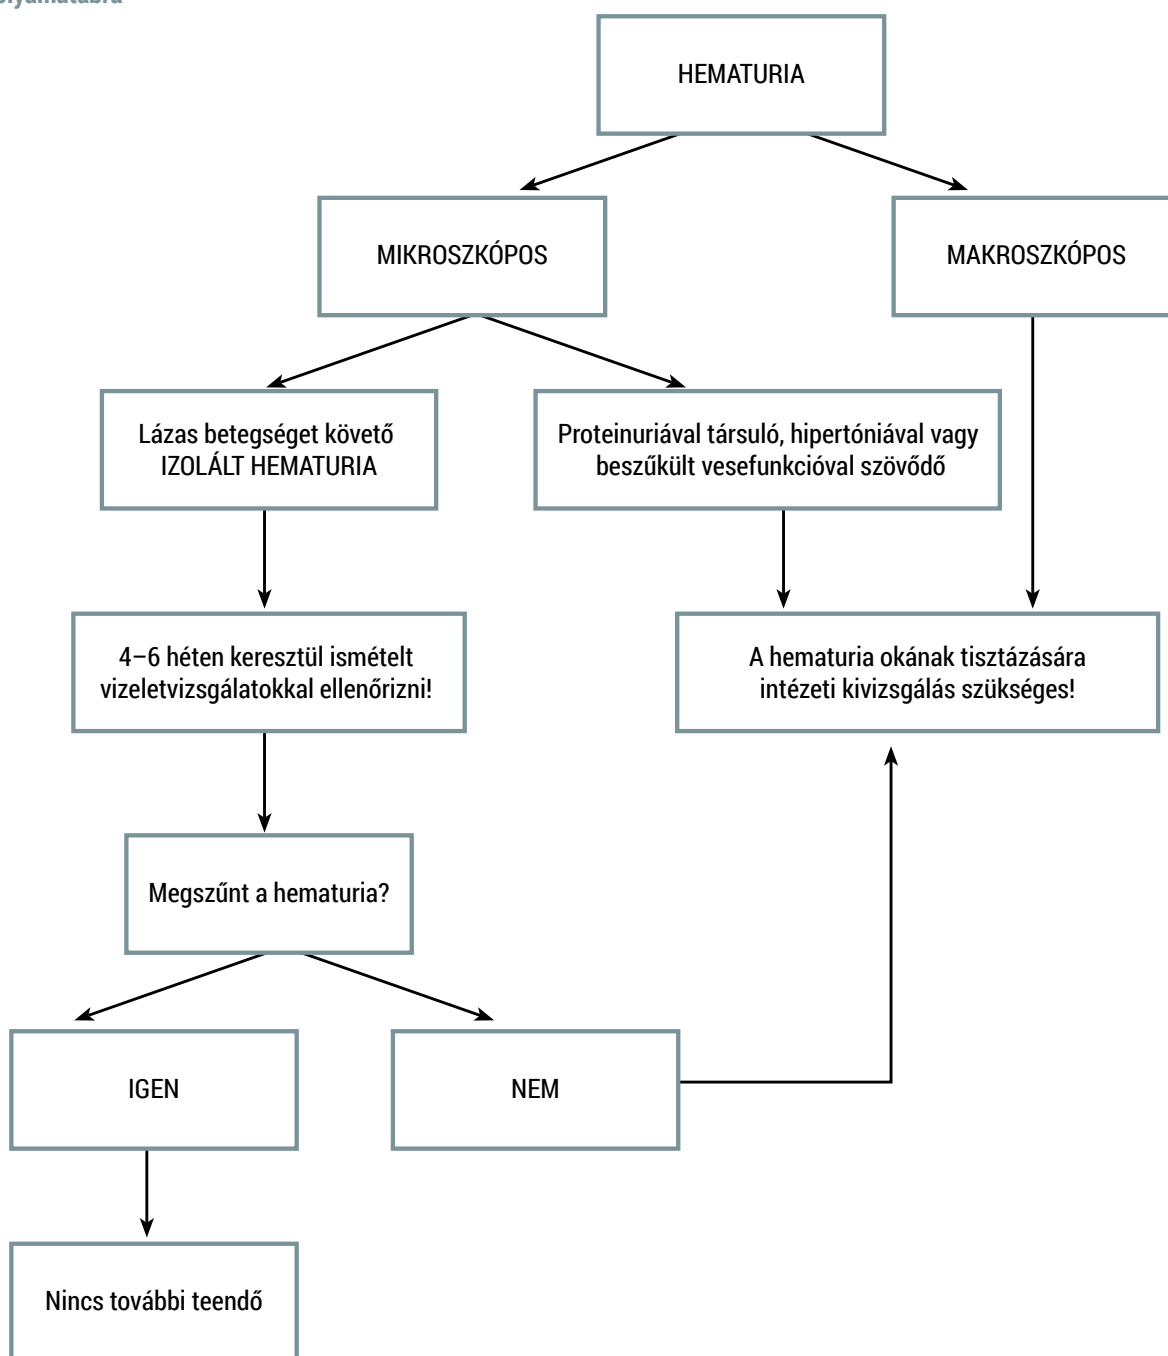 HEMATURIA
MIKROSZKÓPOS
MAKROSZKÓPOS
Lázas betegséget követő
IZOLÁLT HEMATURIA
Proteinuriával társuló, hipertóniával vagy
beszűkült vesefunkcióval szövődő
4–6 héten keresztül ismételt
vizeletvizsgálatokkal ellenőrizni!
A hematuria okának tisztázására
intézeti kivizsgálás szükséges!
Megszűnt a hematuria?
IGEN
NEM
Nincs további teendő